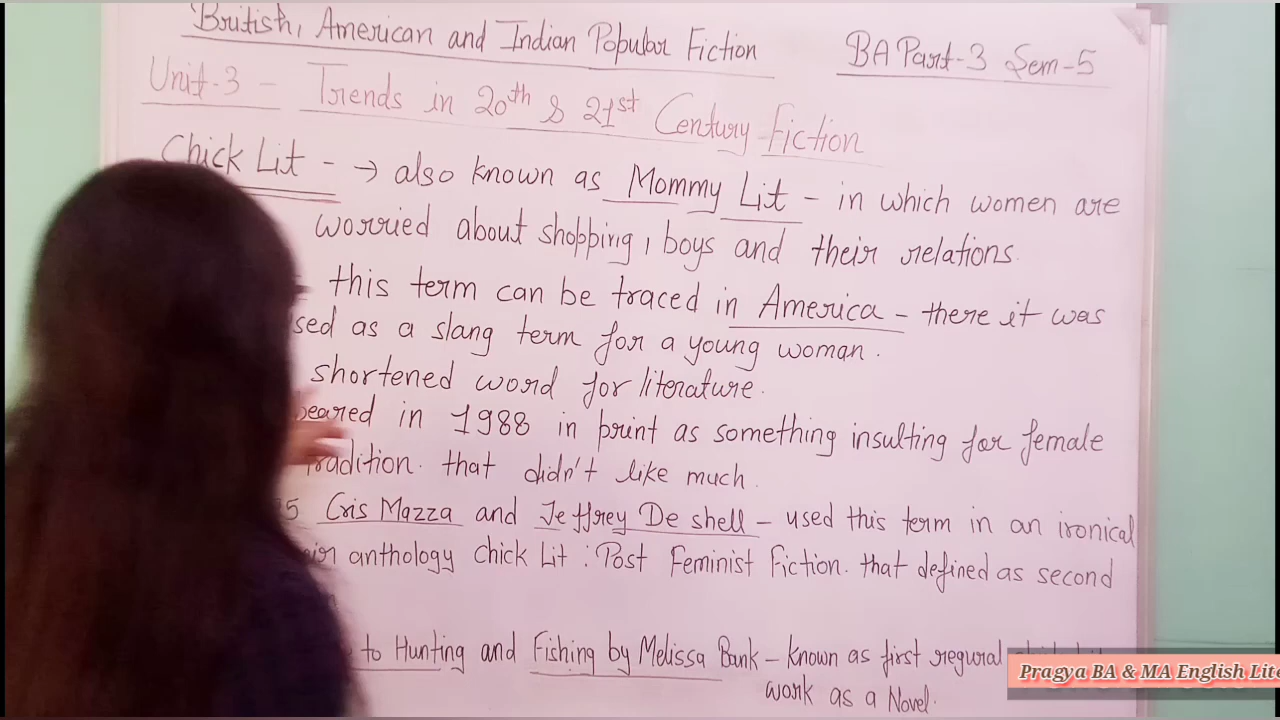 British, American and Indian Popular Fiction BA Part-3 Sem-5
Unit-3 - Trends in 20th & 21st Century Fiction
Chick Lit - → also known as Mommy Lit - in which women are
worried about shopping, boys and their relations.
this term can be traced in America - there it was
as a slang term for a young woman.
shortened word for literature.
in 1988 in print as something insulting for female
that didn't like much.
Cris Mazza and Jeffrey De shell - used this term in an ironical
anthology chick Lit : Post Feminist Fiction. that defined as second
to Hunting and Fishing by Melissa Bank - known as first regural
work as a Novel.
Pragya BA & MA English Lite